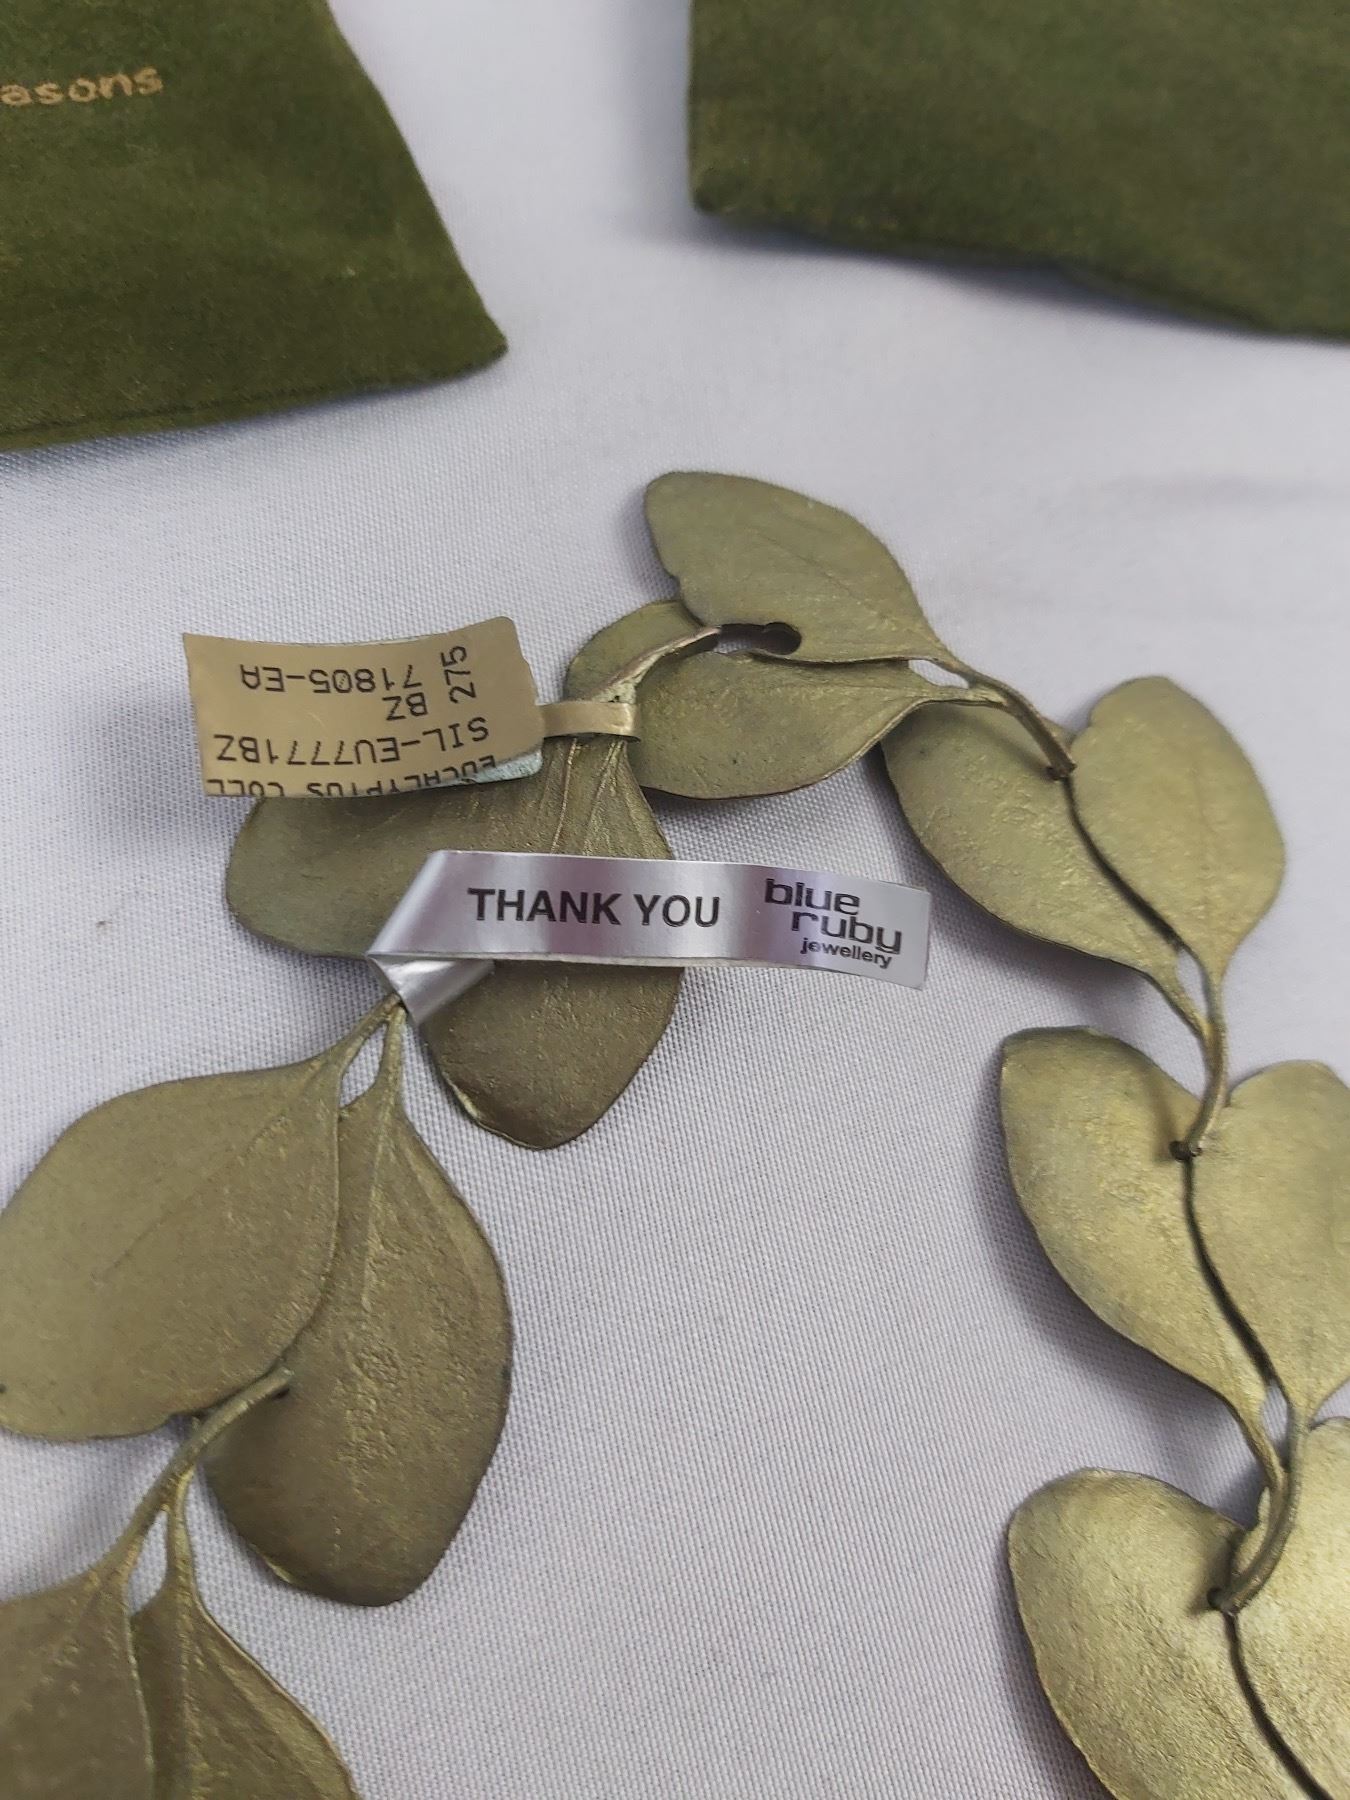 asons
EUCALYPTUS COLL
SIL-EU7771BZ
BZ
71805-EA
275
THANK YOU
blue
ruby
jewellery